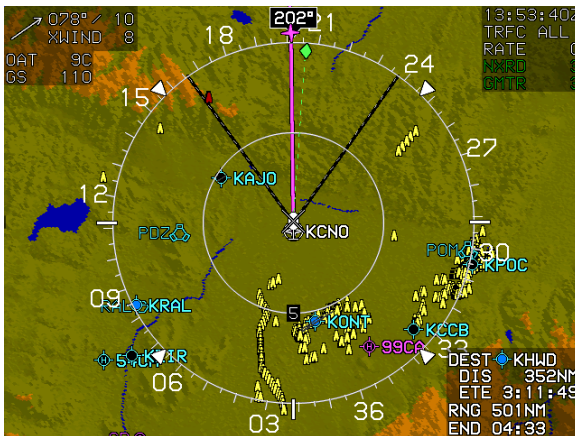 078°/ 10
XWIND 8
OAT 9C
GS 110
202°
13:53:40Z
TRFC ALL
RATE
NXRD
GMTR
18
21
24
15
27
12
KAJO
PDZ
KCNO
POM
30
KPOC
09
KRAL
5
KONT
KCCB
33
99CA
KRIR
06
03
36
DEST KHWD
DIS 352NM
ETE 3:11:49
RNG 501NM
END 04:33